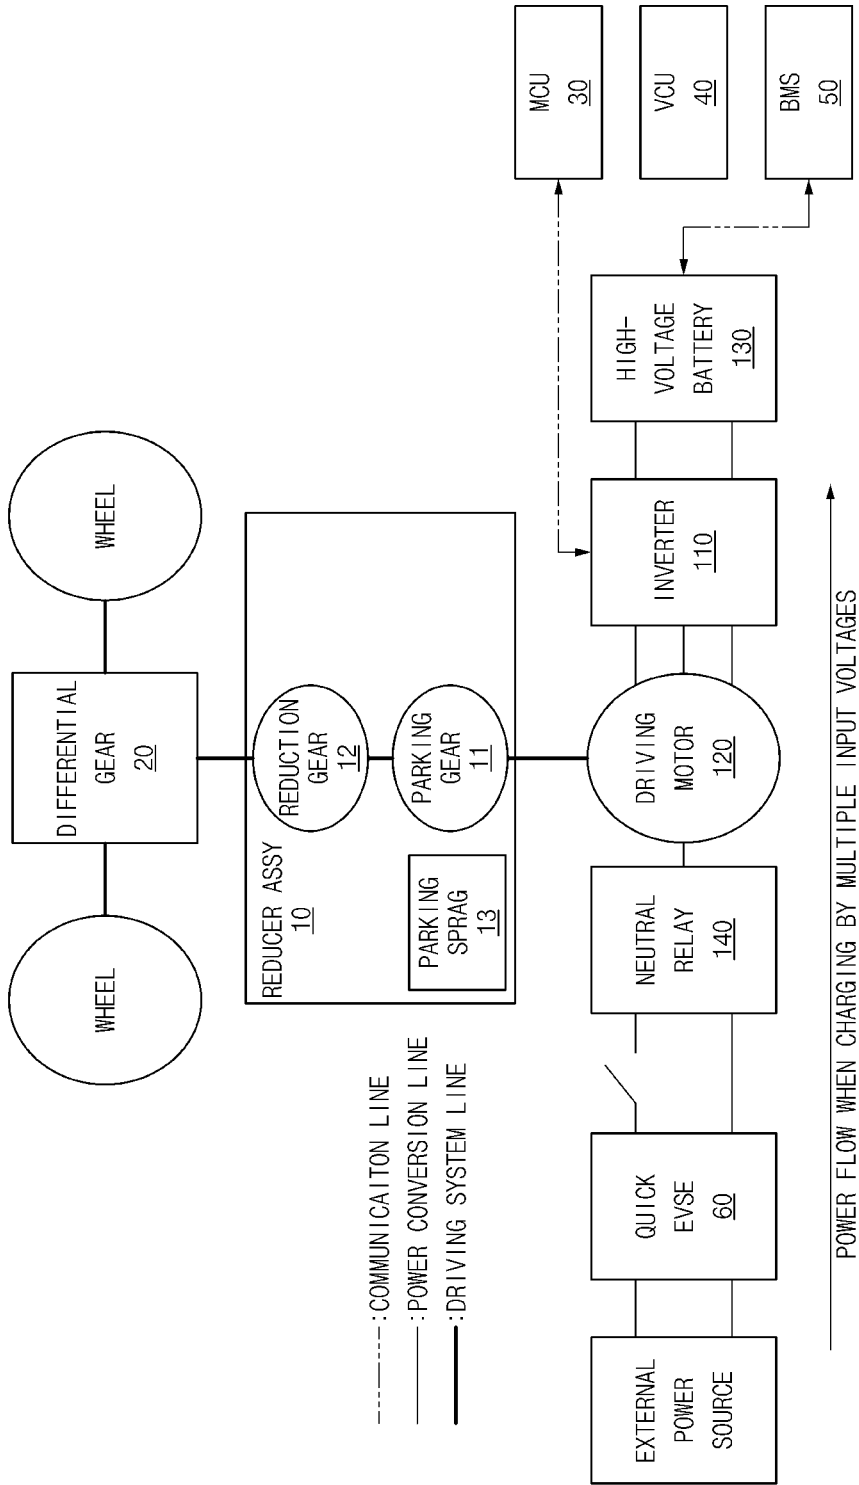 WHEEL
DIFFERENTIAL
GEAR
20
WHEEL
REDUCER ASSY
10
REDUCTION
GEAR
12
PARKING
GEAR
11
PARKING
SPRAG
13
:COMMUNICAITON LINE
:POWER CONVERSION LINE
:DRIVING SYSTEM LINE
EXTERNAL
POWER
SOURCE
QUICK
EVSE
60
NEUTRAL
RELAY
140
DRIVING
MOTOR
120
INVERTER
110
HIGH-
VOLTAGE
BATTERY
130
MCU
30
VCU
40
BMS
50
POWER FLOW WHEN CHARGING BY MULTIPLE INPUT VOLTAGES